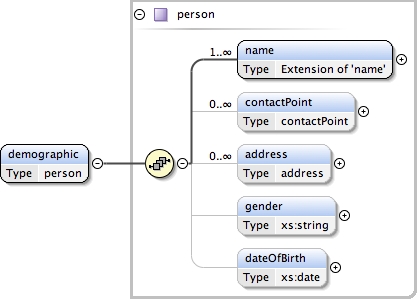 person
1..∞
name
Type Extension of 'name'
0..∞
contactPoint
Type contactPoint
demographic
Type person
0..∞
address
Type address
gender
Type xs:string
dateOfBirth
Type xs:date